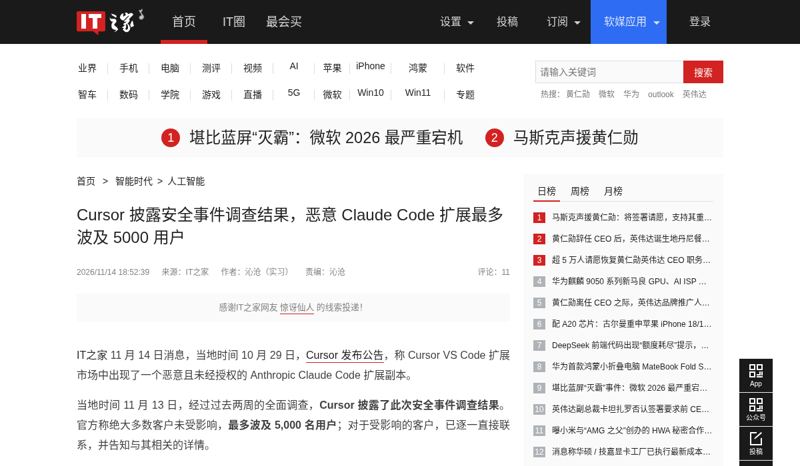 IT之家
首页 IT圈 最会买 设置 投稿 订阅 软媒应用 登录
业界 手机 电脑 测评 视频 AI 苹果 iPhone 鸿蒙 软件
智车 数码 学院 游戏 直播 5G 微软 Win10 Win11 专题
请输入关键词 搜索
热搜: 黄仁勋 微软 华为 outlook 英伟达
1 堪比蓝屏“灭霸”：微软 2026 最严重宕机 2 马斯克声援黄仁勋
首页 > 智能时代 > 人工智能
Cursor 披露安全事件调查结果，恶意 Claude Code 扩展最多
波及 5000 用户
2026/11/14 18:52:39 来源：IT之家 作者：沁沧（实习） 责编：沁沧 评论：11
感谢IT之家网友 惊讶仙人 的线索投递！
IT之家 11 月 14 日消息，当地时间 10 月 29 日，Cursor 发布公告，称 Cursor VS Code 扩展
市场中出现了一个恶意且未经授权的 Anthropic Claude Code 扩展副本。
当地时间 11 月 13 日，经过过去两周的全面调查，Cursor 披露了此次安全事件调查结果。
官方称绝大多数客户未受影响，最多波及 5,000 名用户；对于受影响的客户，已逐一直接联
系，并告知与其相关的详情。
日榜 周榜 月榜
1 马斯克声援黄仁勋：将签署请愿，支持其重...
2 黄仁勋辞任 CEO 后，英伟达诞生地丹尼餐...
3 超 5 万人请愿恢复黄仁勋英伟达 CEO 职务...
4 华为麒麟 9050 系列新马良 GPU、AI ISP ...
5 黄仁勋离任 CEO 之际，英伟达品牌推广人...
6 配 A20 芯片：古尔曼重申苹果 iPhone 18/1...
7 DeepSeek 前端代码出现“额度耗尽”提示，...
8 华为首款鸿蒙小折叠电脑 MateBook Fold S...
9 堪比蓝屏“灭霸”事件：微软 2026 最严重宕...
10 英伟达副总裁卡坦扎罗否认签署要求前 CE...
11 曝小米与“AMG 之父”创办的 HWA 秘密合作...
12 消息称华硕 / 技嘉显卡工厂已执行最新成本...
App
公众号
投稿